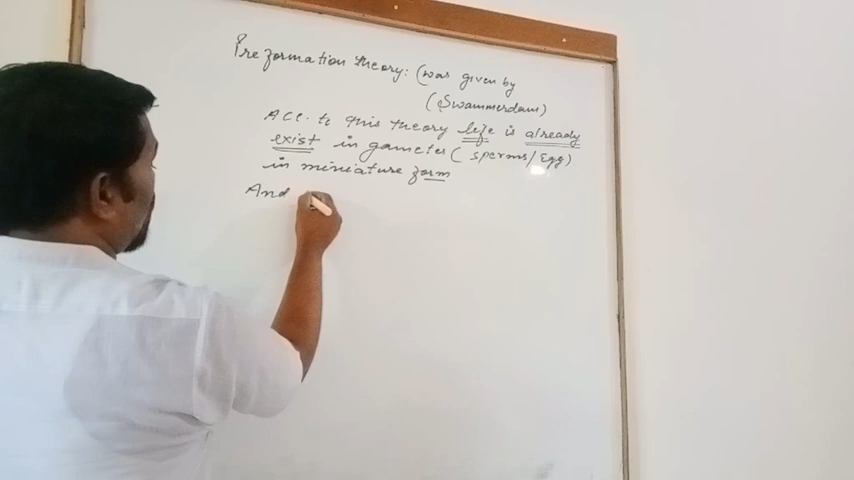 Preformation theory: (was given by
(Swammerdam)
Acc. to this theory life is already
exist in gametes (sperms/Egg)
in miniature form
And